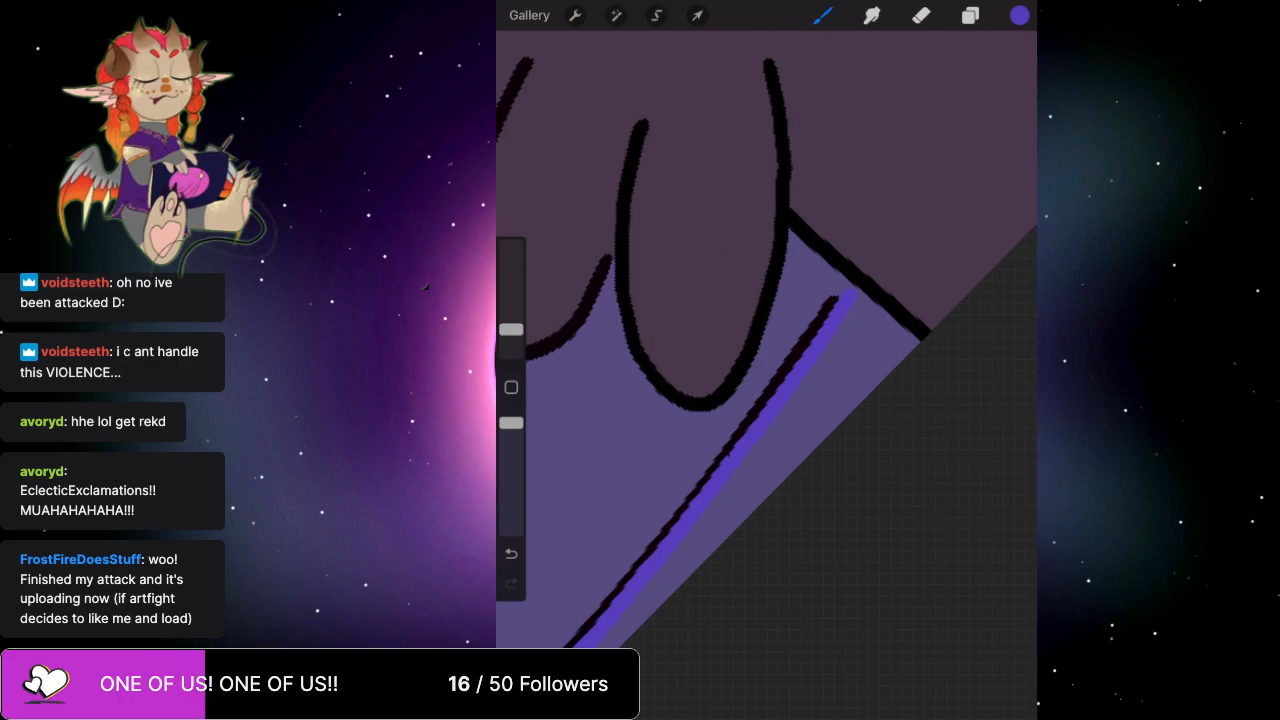 Gallery
voidsteeth: oh no ive
been attacked D:
voidsteeth: i c ant handle
this VIOLENCE...
avoryd: hhe lol get rekd
avoryd:
EclecticExclamations!!
MUAHAHAHAHA!!!
FrostFireDoesStuff: woo!
Finished my attack and it's
uploading now (if artfight
decides to like me and load)
ONE OF US! ONE OF US!! 16 / 50 Followers